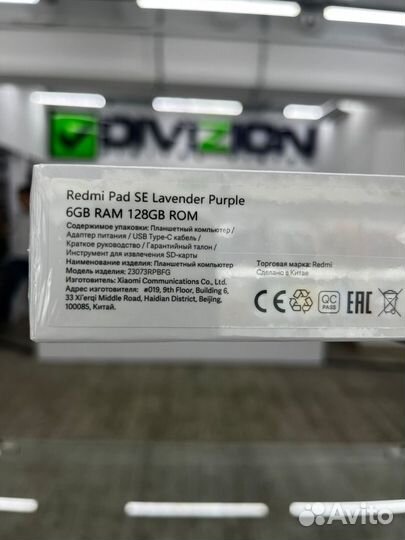 DIVIZION
Redmi Pad SE Lavender Purple
6GB RAM 128GB ROM
Содержимое упаковки: Планшетный компьютер /
Адаптер питания / USB Type-C кабель /
Краткое руководство / Гарантийный талон /
Инструмент для извлечения SD-карты
Наименование изделия: Планшетный компьютер
Модель изделия: 23073RPBFG
Изготовитель: Xiaomi Communications Co., Ltd.
Адрес изготовителя: #019, 9th Floor, Building 6,
33 Xi'erqi Middle Road, Haidian District, Beijing,
100085, Китай.
Торговая марка: Redmi
Сделано в Китае
CE
QC
PASS
EAC
Avito